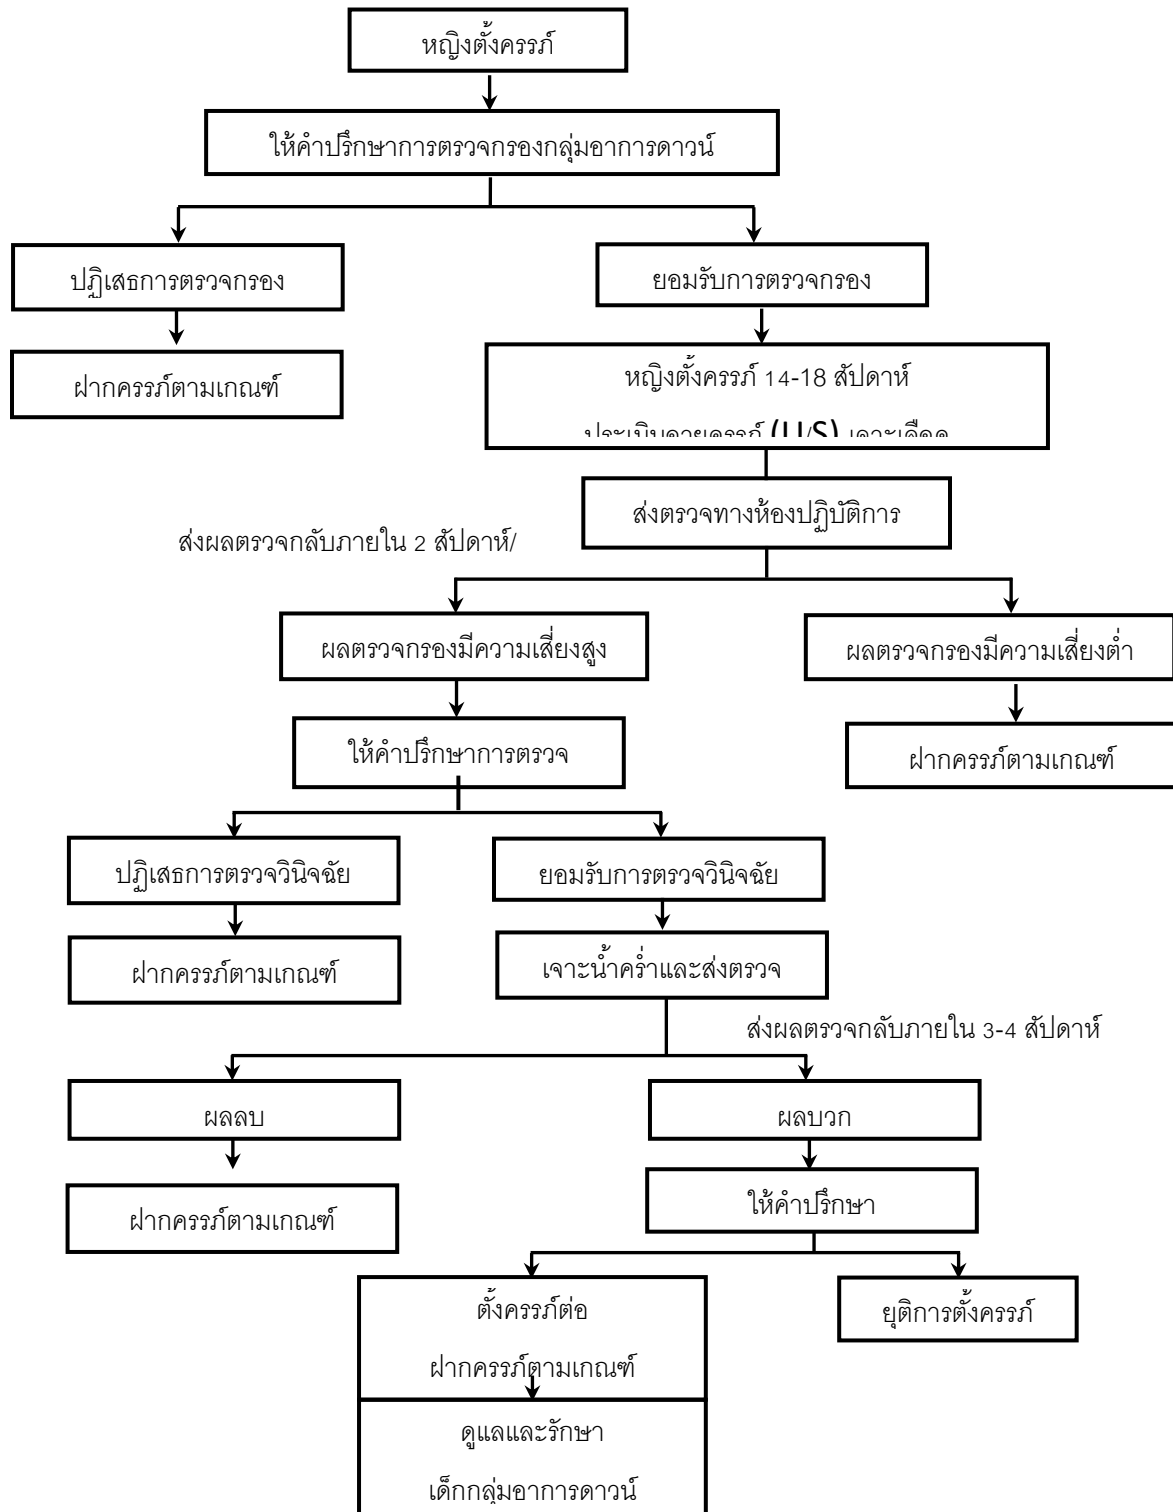 หญิงตั้งครรภ์
ให้คำปรึกษาการตรวจกรองกลุ่มอาการดาวน์
ปฏิเสธการตรวจกรอง
ยอมรับการตรวจกรอง
ฝากครรภ์ตามเกณฑ์
หญิงตั้งครรภ์ 14-18 สัปดาห์
(U/S)
ส่งตรวจทางห้องปฏิบัติการ
ส่งผลตรวจกลับภายใน 2 สัปดาห์/
ผลตรวจกรองมีความเสี่ยงสูง
ผลตรวจกรองมีความเสี่ยงต่ำ
ให้คำปรึกษาการตรวจ
ฝากครรภ์ตามเกณฑ์
ปฏิเสธการตรวจวินิจฉัย
ยอมรับการตรวจวินิจฉัย
ฝากครรภ์ตามเกณฑ์
เจาะน้ำคร่ำและส่งตรวจ
ส่งผลตรวจกลับภายใน 3-4 สัปดาห์
ผลลบ
ผลบวก
ฝากครรภ์ตามเกณฑ์
ให้คำปรึกษา
ตั้งครรภ์ต่อ
ฝากครรภ์ตามเกณฑ์
ยุติการตั้งครรภ์
ดูแลและรักษา
เด็กกลุ่มอาการดาวน์